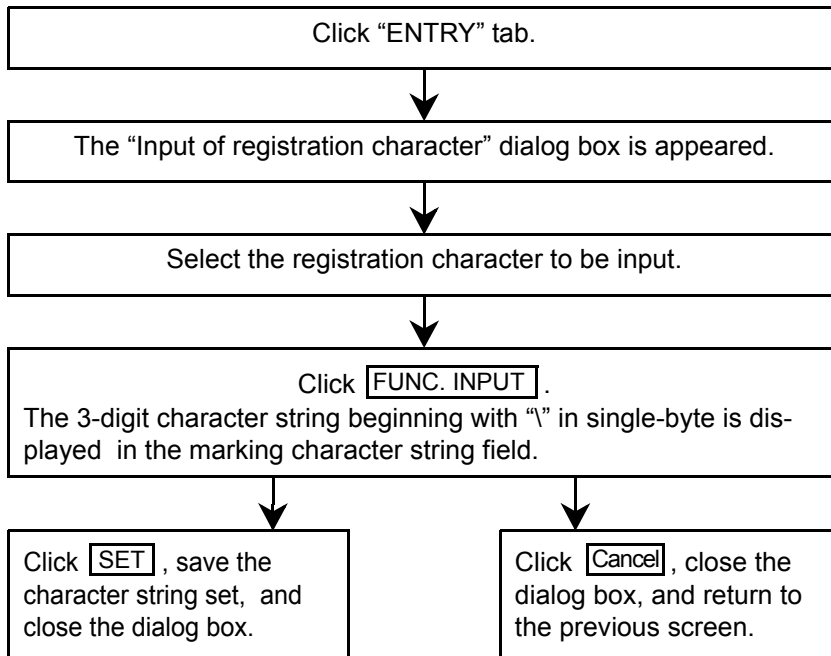 Click “ENTRY” tab.
The “Input of registration character” dialog box is appeared.
Select the registration character to be input.
Click FUNC. INPUT .
The 3-digit character string beginning with “\” in single-byte is dis-
played in the marking character string field.
Click SET , save the
character string set, and
close the dialog box.
Click Cancel , close the
dialog box, and return to
the previous screen.